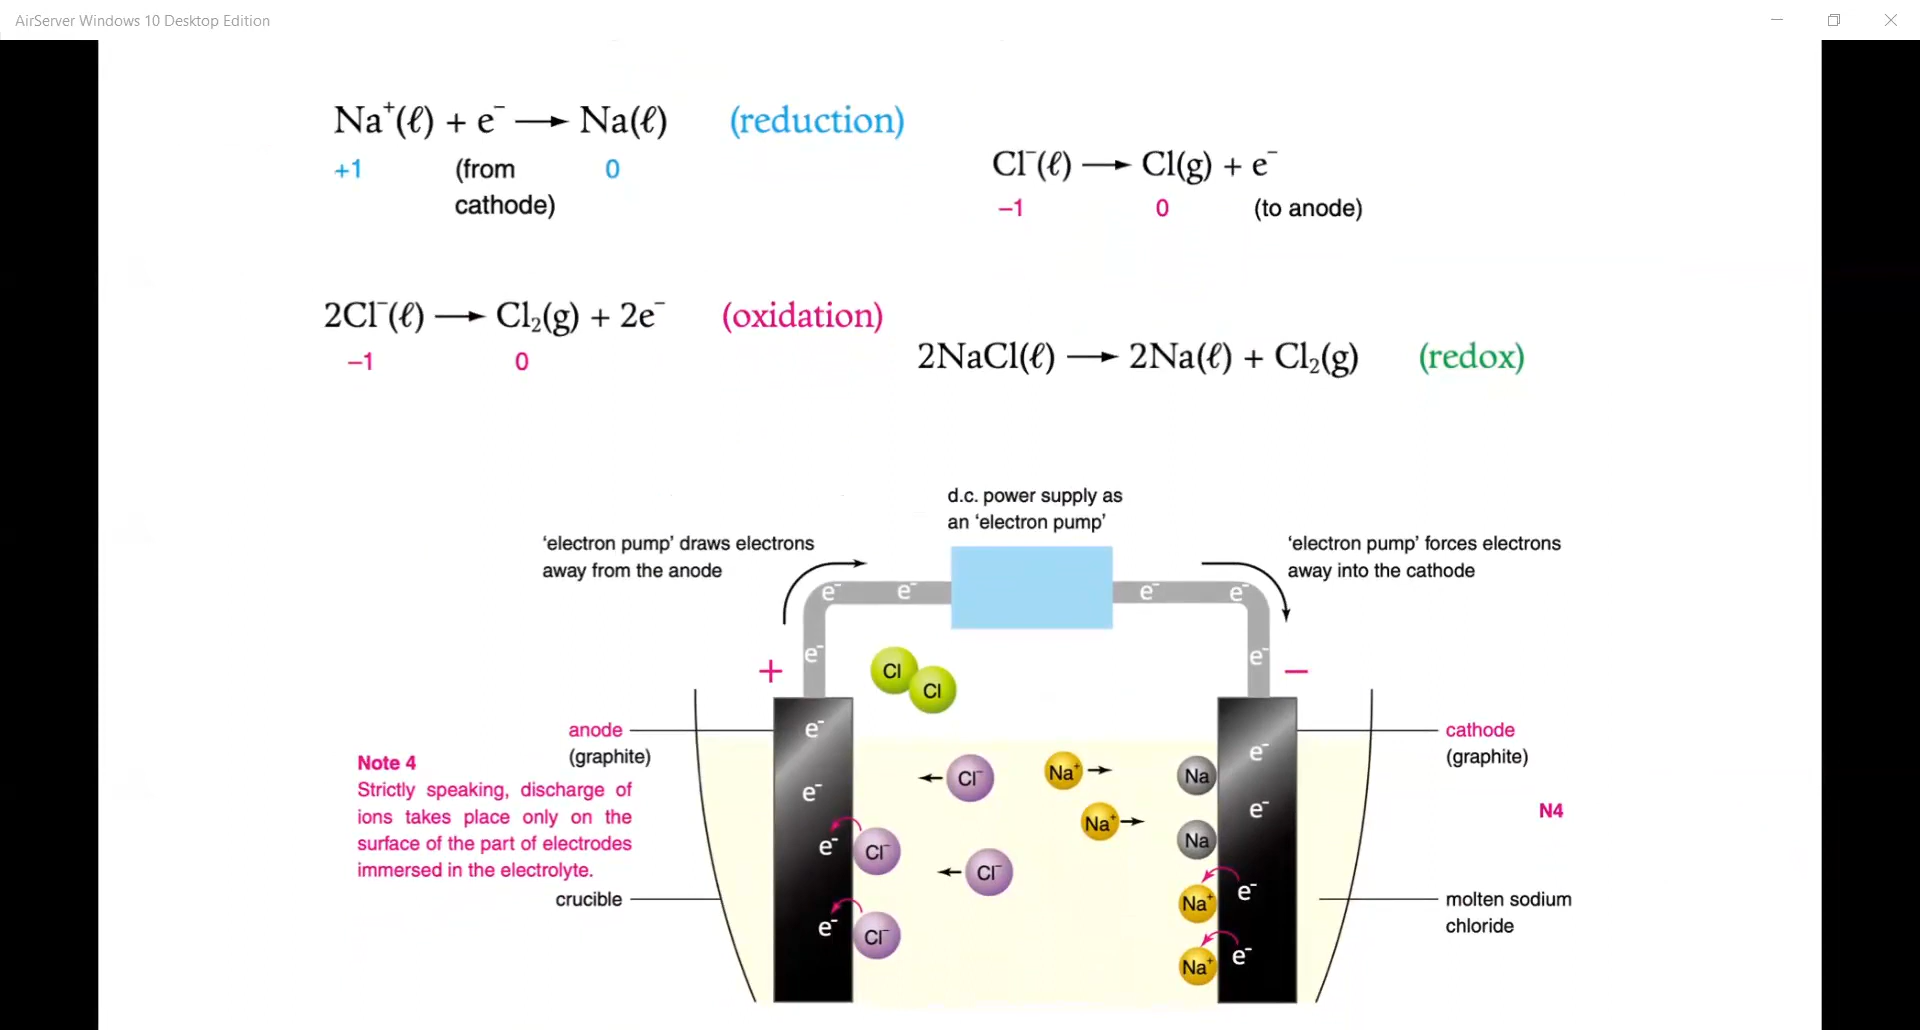 AirServer Windows 10 Desktop Edition
Na⁺(ℓ) + e⁻ ⟶ Na(ℓ) (reduction)
+1 (from 0
cathode)
Cl⁻(ℓ) ⟶ Cl(g) + e⁻
–1 0 (to anode)
2Cl⁻(ℓ) ⟶ Cl₂(g) + 2e⁻ (oxidation)
–1 0
2NaCl(ℓ) ⟶ 2Na(ℓ) + Cl₂(g) (redox)
d.c. power supply as
an ‘electron pump’
‘electron pump’ draws electrons
away from the anode
‘electron pump’ forces electrons
away into the cathode
e⁻ e⁻ e⁻ e⁻
e⁻ e⁻
+ –
Cl
Cl
anode
(graphite)
cathode
(graphite)
Note 4
Strictly speaking, discharge of
ions takes place only on the
surface of the part of electrodes
immersed in the electrolyte.
N4
crucible
molten sodium
chloride
e⁻
e⁻
e⁻
e⁻
Cl⁻
Cl⁻
Cl⁻
Cl⁻
Na⁺
Na⁺
Na
Na
Na⁺
Na⁺
e⁻
e⁻
e⁻
e⁻